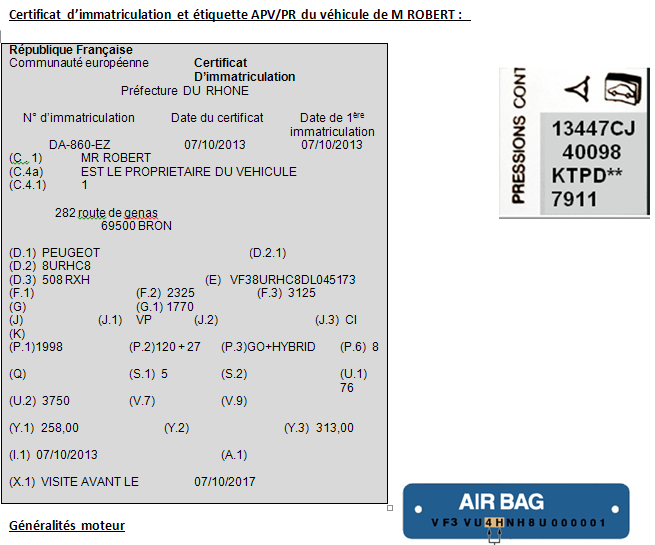 Certificat d'immatriculation et étiquette APV/PR du véhicule de M ROBERT :
République Française
Communauté européenne Certificat
D'immatriculation
Préfecture DU RHONE
N° d'immatriculation Date du certificat Date de 1ère
immatriculation
DA-860-EZ 07/10/2013 07/10/2013
(C. 1) MR ROBERT
(C.4a) EST LE PROPRIETAIRE DU VEHICULE
(C.4.1) 1
282 route de genas
69500 BRON
(D.1) PEUGEOT (D.2.1)
(D.2) 8URHC8
(D.3) 508 RXH (E) VF38URHC8DL045173
(F.1) (F.2) 2325 (F.3) 3125
(G) (G.1) 1770
(J) (J.1) VP (J.2) (J.3) CI
(K)
(P.1)1998 (P.2)120 + 27 (P.3)GO+HYBRID (P.6) 8
(Q) (S.1) 5 (S.2) (U.1)
76
(U.2) 3750 (V.7) (V.9)
(Y.1) 258,00 (Y.2) (Y.3) 313,00
(I.1) 07/10/2013 (A.1)
(X.1) VISITE AVANT LE 07/10/2017
PRESSIONS CONT
13447CJ
40098
KTPD**
7911
AIR BAG
VF3 VU4HNH8U000001
Généralités moteur